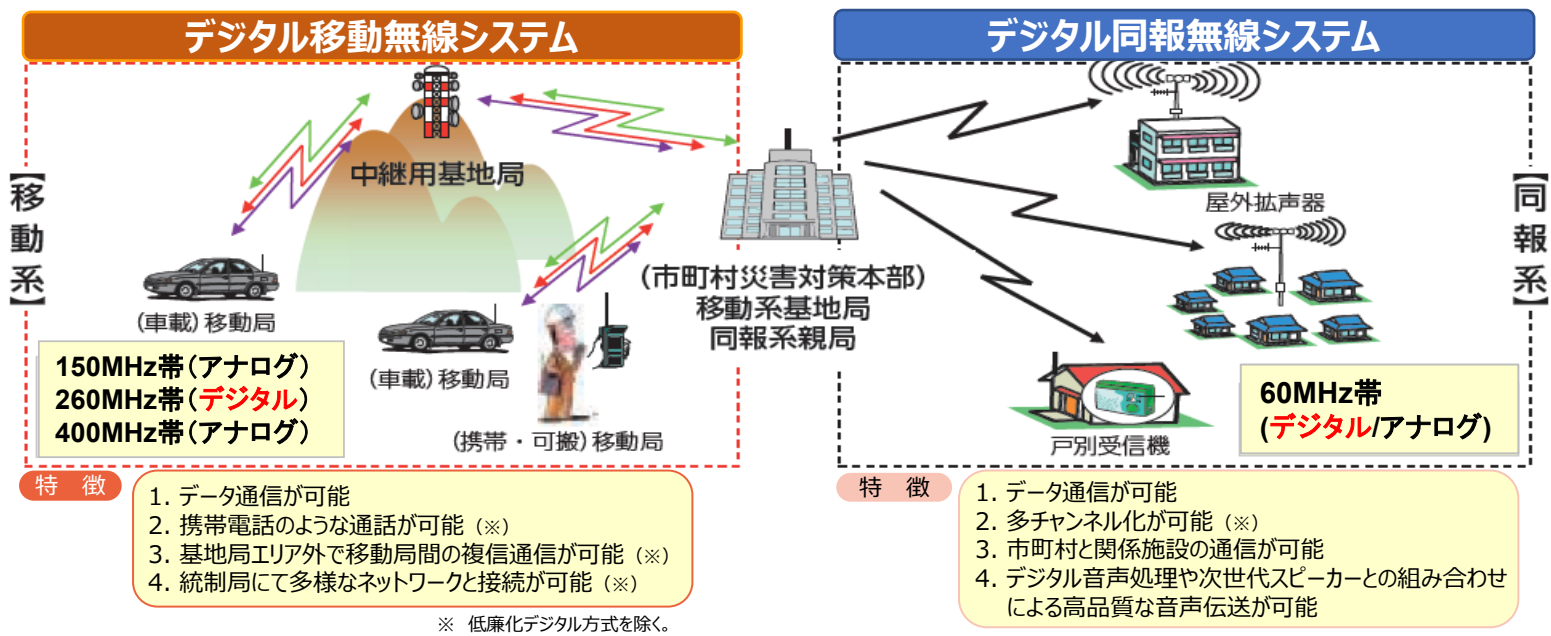 デジタル移動無線システム
【移動系】
中継用基地局
(車載)移動局
(車載)移動局
(携帯・可搬)移動局
150MHz帯(アナログ)
260MHz帯(デジタル)
400MHz帯(アナログ)
(市町村災害対策本部)
移動系基地局
同報系親局
特 徴
1. データ通信が可能
2. 携帯電話のような通話が可能(※)
3. 基地局エリア外で移動局間の複信通信が可能(※)
4. 統制局にて多様なネットワークと接続が可能(※)
※ 低廉化デジタル方式を除く。
デジタル同報無線システム
【同報系】
屋外拡声器
戸別受信機
60MHz帯
(デジタル/アナログ)
特 徴
1. データ通信が可能
2. 多チャンネル化が可能(※)
3. 市町村と関係施設の通信が可能
4. デジタル音声処理や次世代スピーカーとの組み合わせ
による高品質な音声伝送が可能